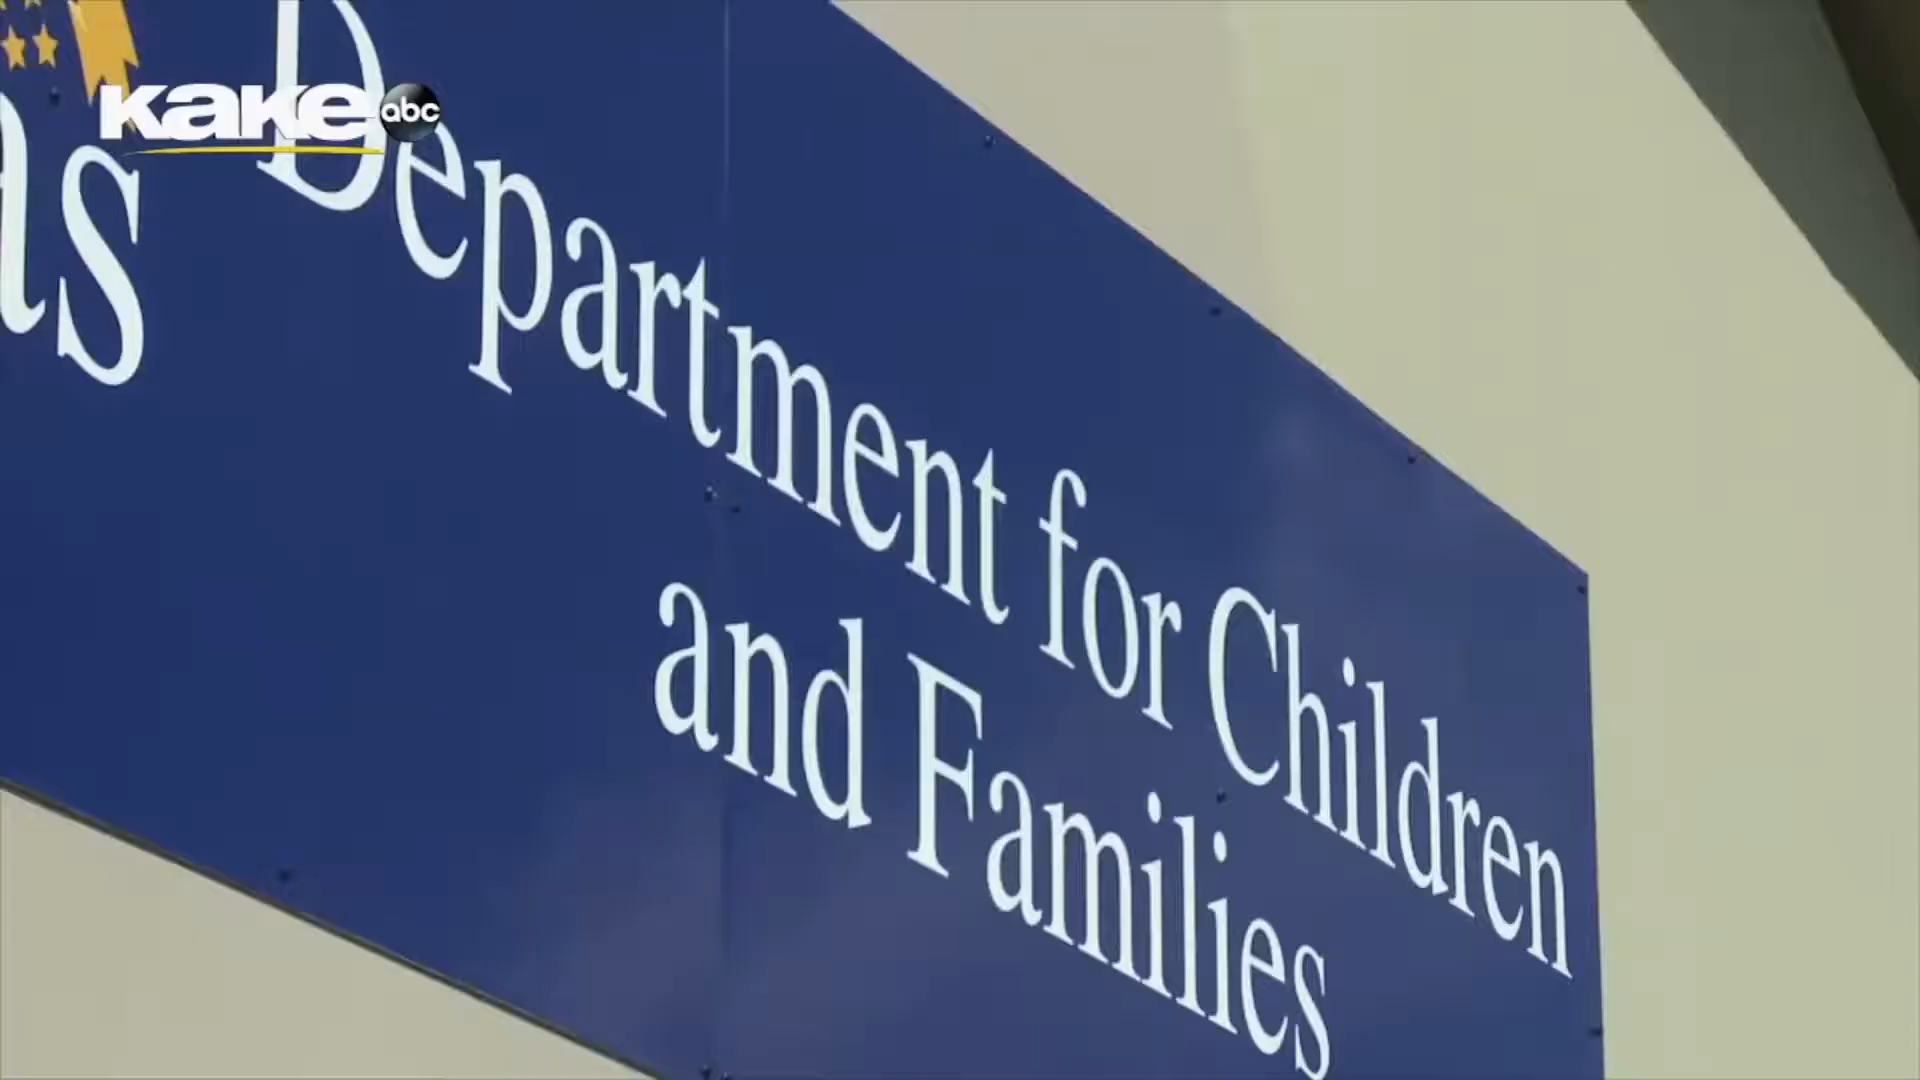 kake abc
as
Department for Children
and Families